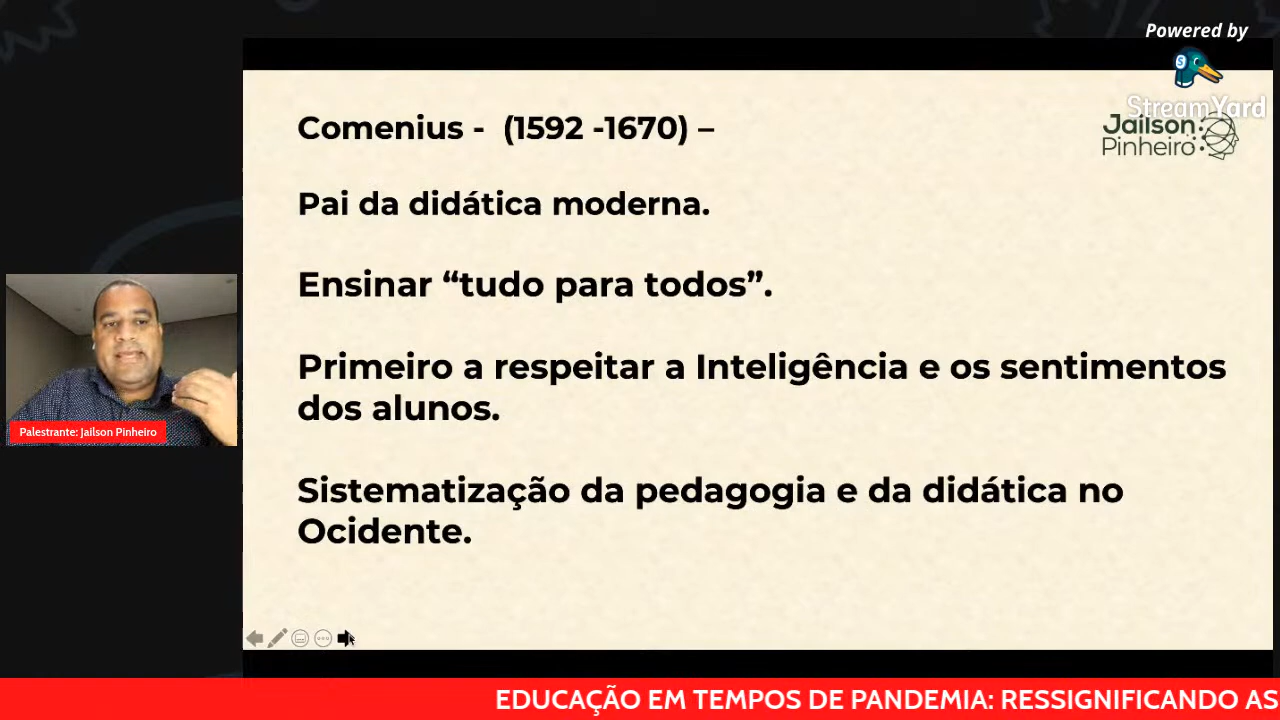 Powered by
StreamYard
Jailson
Pinheiro
Comenius - (1592 -1670) –
Pai da didática moderna.
Ensinar “tudo para todos”.
Primeiro a respeitar a Inteligência e os sentimentos
dos alunos.
Sistematização da pedagogia e da didática no
Ocidente.
Palestrante: Jailson Pinheiro
EDUCAÇÃO EM TEMPOS DE PANDEMIA: RESSIGNIFICANDO AS